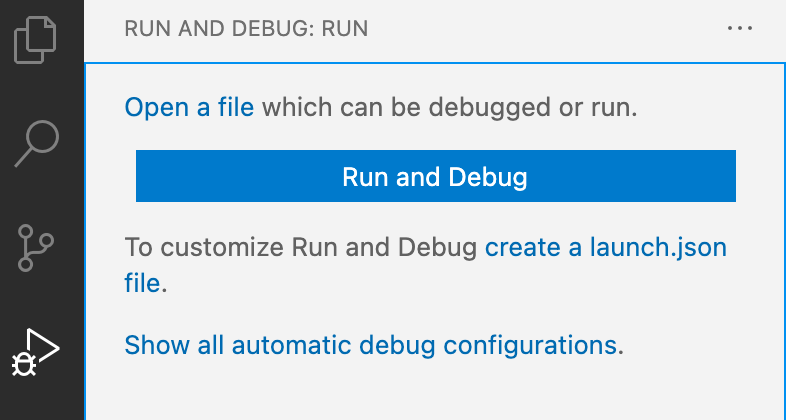 RUN AND DEBUG: RUN
Open a file which can be debugged or run.
Run and Debug
To customize Run and Debug create a launch.json
file.
Show all automatic debug configurations.